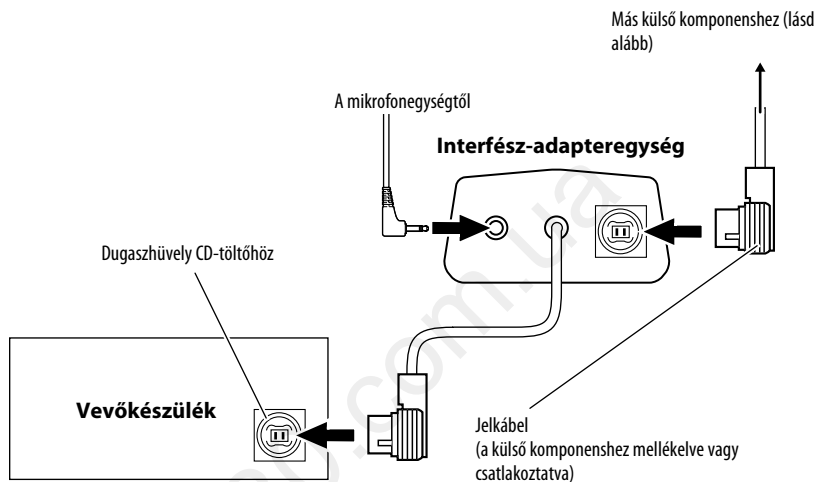 Más külső komponenshez (lásd
alább)
A mikrofonegységtől
Interfész-adapteregység
Dugaszhüvely CD-töltőhöz
Vevőkészülék
Jelkábel
(a külső komponenshez mellékelve vagy
csatlakoztatva)